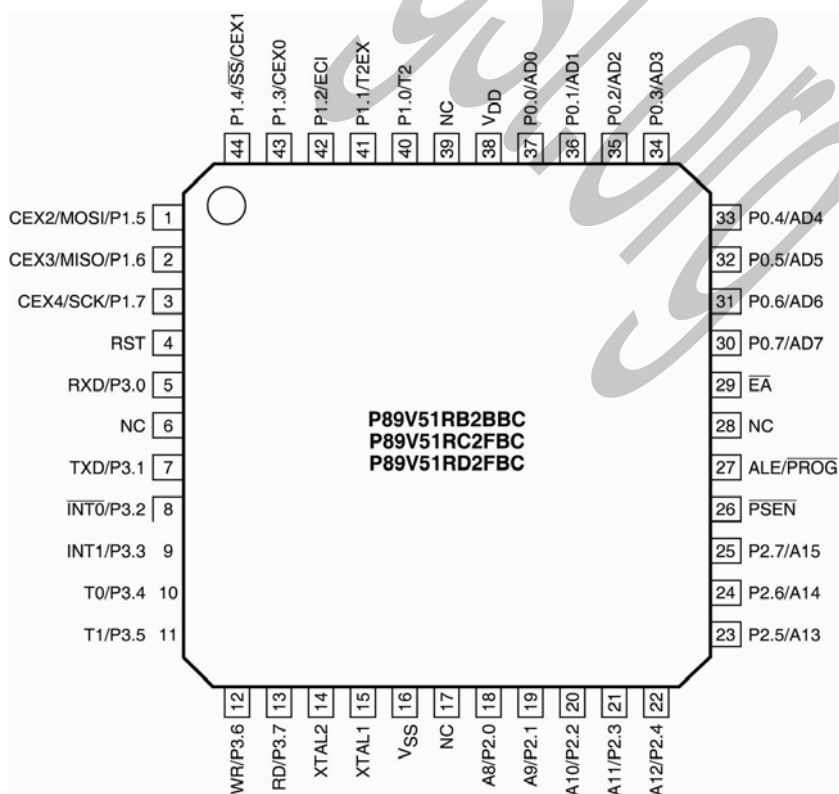 P1.4/SS/CEX1
P1.3/CEX0
P1.2/ECI
P1.1/T2EX
P1.0/T2
NC
VDD
P0.0/AD0
P0.1/AD1
P0.2/AD2
P0.3/AD3
44 43 42 41 40 39 38 37 36 35 34
CEX2/MOSI/P1.5 1
CEX3/MISO/P1.6 2
CEX4/SCK/P1.7 3
RST 4
RXD/P3.0 5
NC 6
TXD/P3.1 7
INT0/P3.2 8
INT1/P3.3 9
T0/P3.4 10
T1/P3.5 11
P89V51RB2BBC
P89V51RC2FBC
P89V51RD2FBC
33 P0.4/AD4
32 P0.5/AD5
31 P0.6/AD6
30 P0.7/AD7
29 EA
28 NC
27 ALE/PROG
26 PSEN
25 P2.7/A15
24 P2.6/A14
23 P2.5/A13
12 13 14 15 16 17 18 19 20 21 22
WR/P3.6
RD/P3.7
XTAL2
XTAL1
VSS
NC
A8/P2.0
A9/P2.1
A10/P2.2
A11/P2.3
A12/P2.4